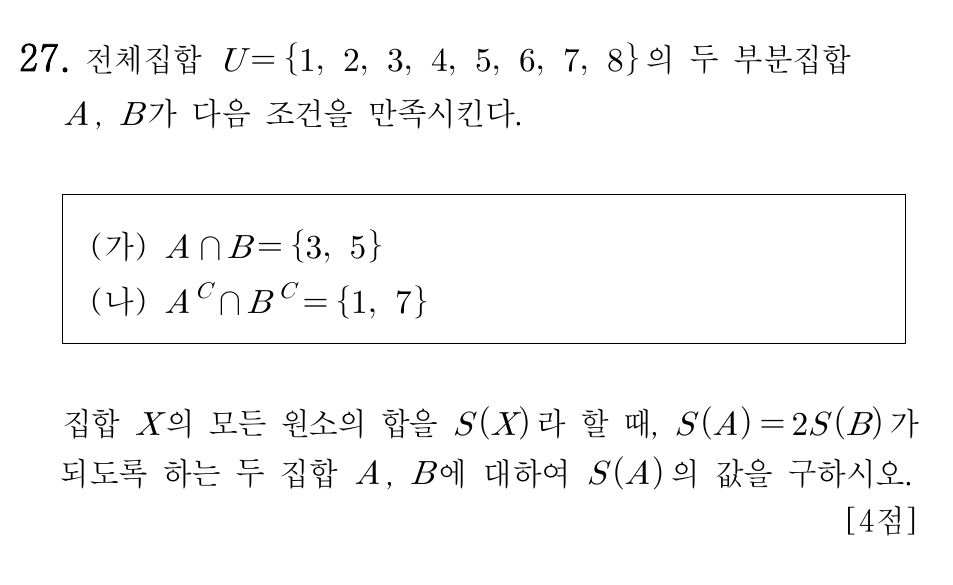 27. 전체집합 U={1, 2, 3, 4, 5, 6, 7, 8}의 두 부분집합
A, B가 다음 조건을 만족시킨다.
(가) A∩B={3, 5}
(나) A^C∩B^C={1, 7}
집합 X의 모든 원소의 합을 S(X)라 할 때, S(A)=2S(B)가
되도록 하는 두 집합 A, B에 대하여 S(A)의 값을 구하시오.
[4점]